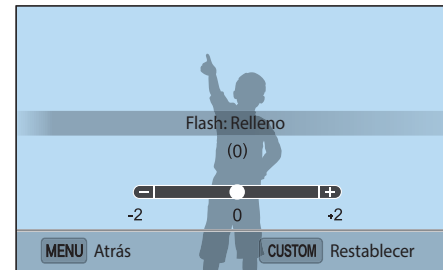 Flash: Relleno
(0)
-2 0 +2
MENU Atrás CUSTOM Restablecer